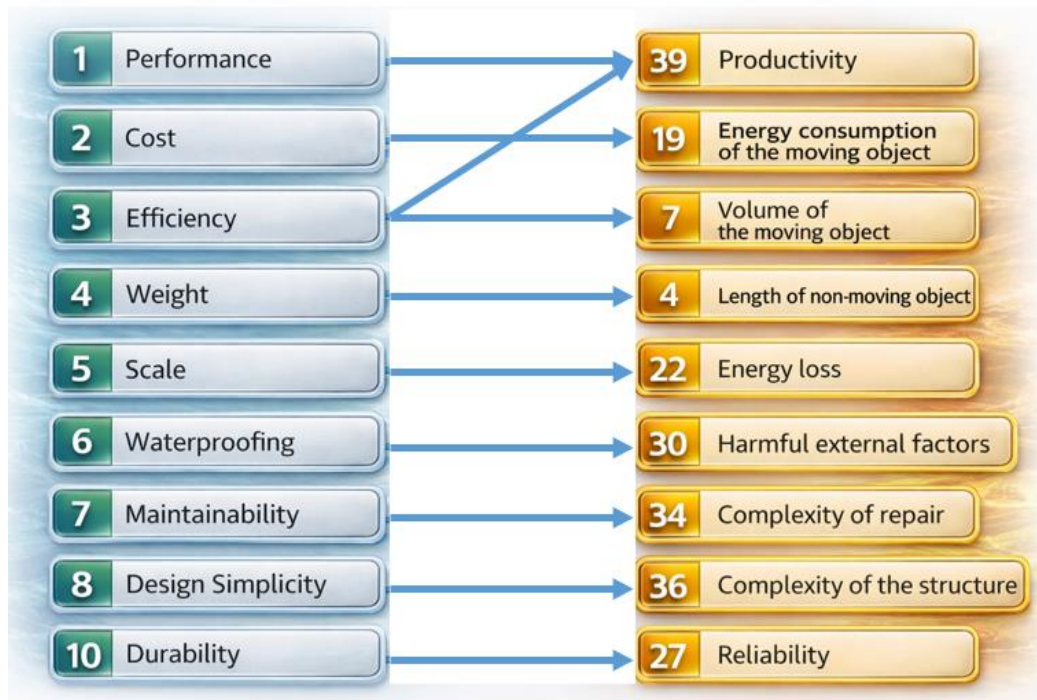 1 Performance
39 Productivity
2 Cost
19 Energy consumption
of the moving object
3 Efficiency
7 Volume of
the moving object
4 Weight
4 Length of non-moving object
5 Scale
22 Energy loss
6 Waterproofing
30 Harmful external factors
7 Maintainability
34 Complexity of repair
8 Design Simplicity
36 Complexity of the structure
10 Durability
27 Reliability